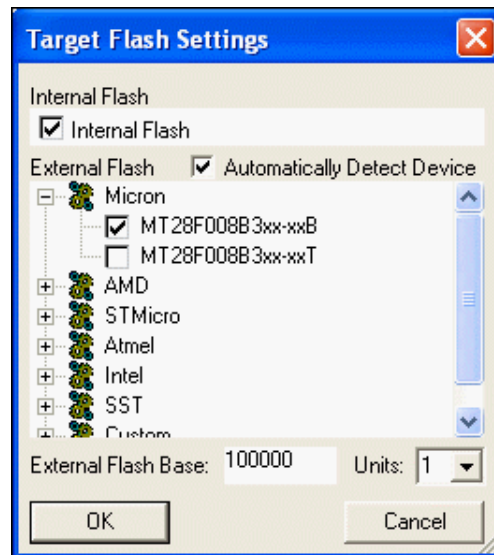 Target Flash Settings
Internal Flash
Internal Flash
External Flash Automatically Detect Device
Micron
MT28F008B3xx-xxB
MT28F008B3xx-xxT
AMD
STMicro
Atmel
Intel
SST
Custom
External Flash Base: 100000 Units: 1
OK Cancel